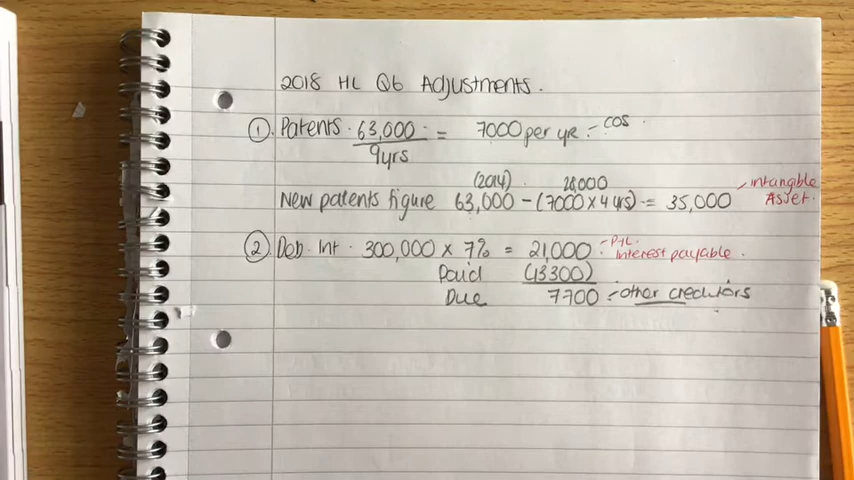 2018 HL Q6 Adjustments.
① Patents. 63,000 = 7000 per yr. - COS
9yrs
(2014) 28,000
New patents figure 63,000 - (7000 x 4 yrs) = 35,000 - intangible Asset.
② Deb. Int. 300,000 x 7% = 21,000 - P+L Interest payable.
Paid (13300)
Due 7700 - other creditors